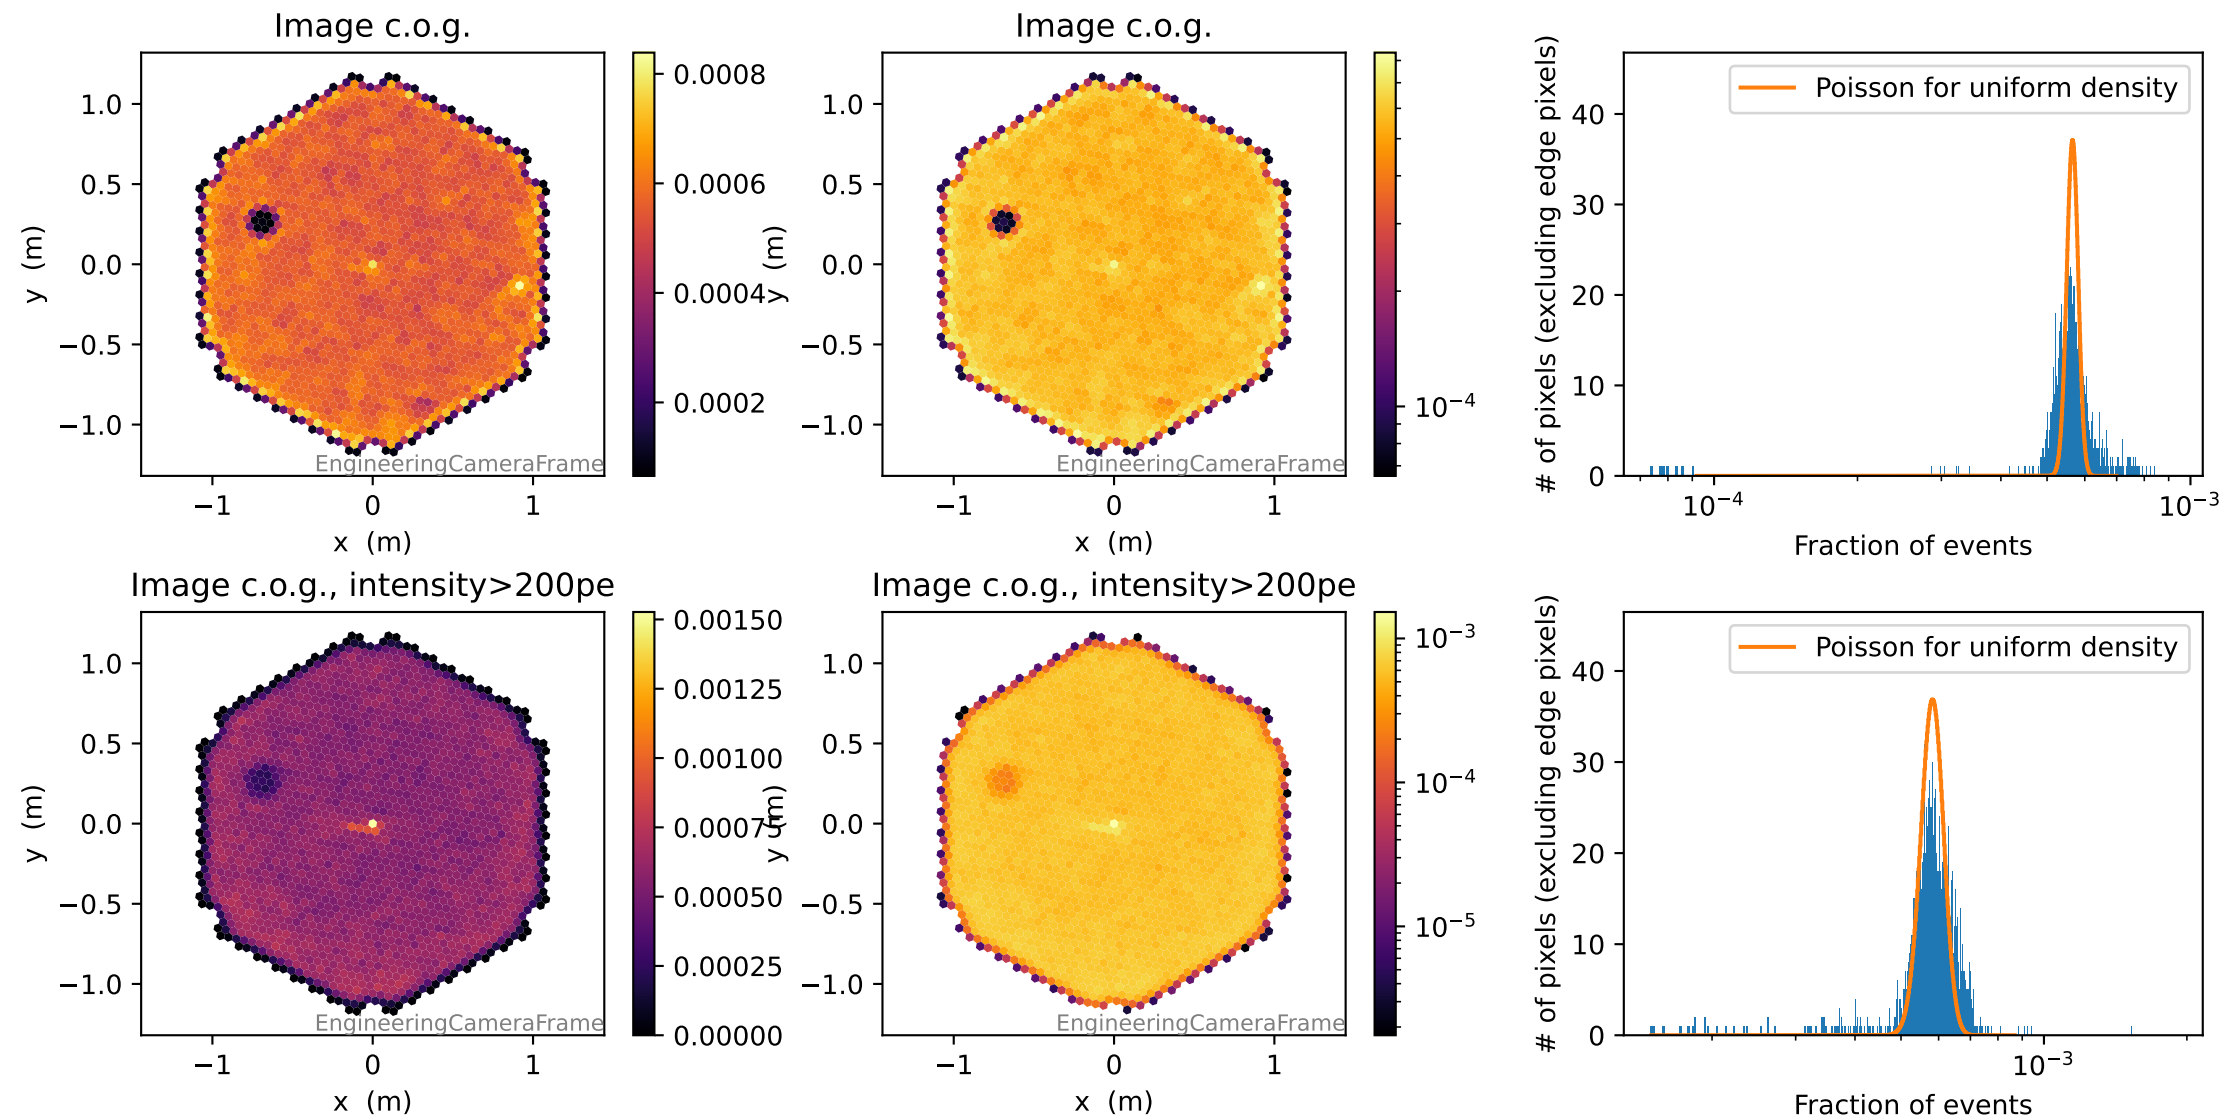 Image c.o.g.
1.0
0.5
0.0
−0.5
−1.0
y (m)
−1 0 1
x (m)
EngineeringCameraFrame
0.0008
0.0006
0.0004
0.0002
Image c.o.g.
1.0
0.5
0.0
−0.5
−1.0
y (m)
−1 0 1
x (m)
EngineeringCameraFrame
10⁻⁴
Poisson for uniform density
# of pixels (excluding edge pixels)
40
30
20
10
0
10⁻⁴ 10⁻³
Fraction of events
Image c.o.g., intensity>200pe
1.0
0.5
0.0
−0.5
−1.0
y (m)
−1 0 1
x (m)
EngineeringCameraFrame
0.00150
0.00125
0.00100
0.00075
0.00050
0.00025
0.00000
Image c.o.g., intensity>200pe
1.0
0.5
0.0
−0.5
−1.0
y (m)
−1 0 1
x (m)
EngineeringCameraFrame
10⁻³
10⁻⁴
10⁻⁵
Poisson for uniform density
# of pixels (excluding edge pixels)
40
30
20
10
0
10⁻³
Fraction of events